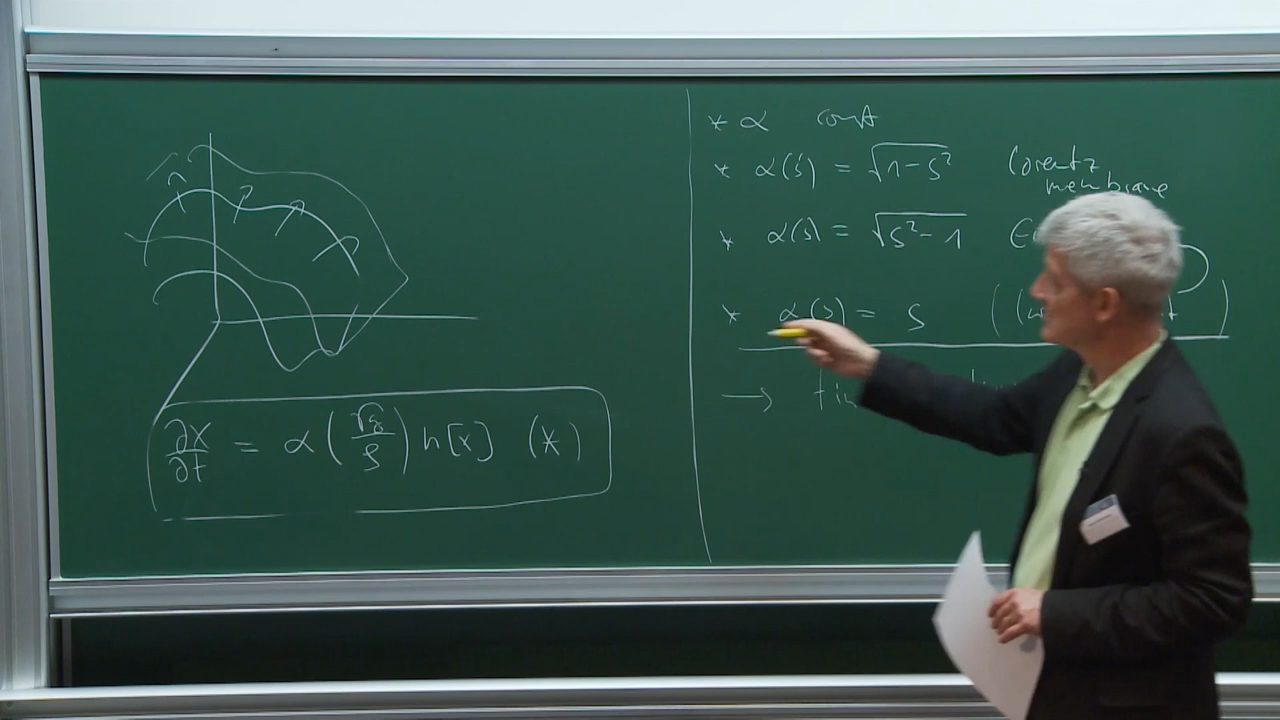 ∂x/∂t = α(√g/ρ) n[x] (*)
* α const
* α(s) = √(1-s²) Lorentz
membrane
* α(s) = √(s²-1)
* α(s) = s
→